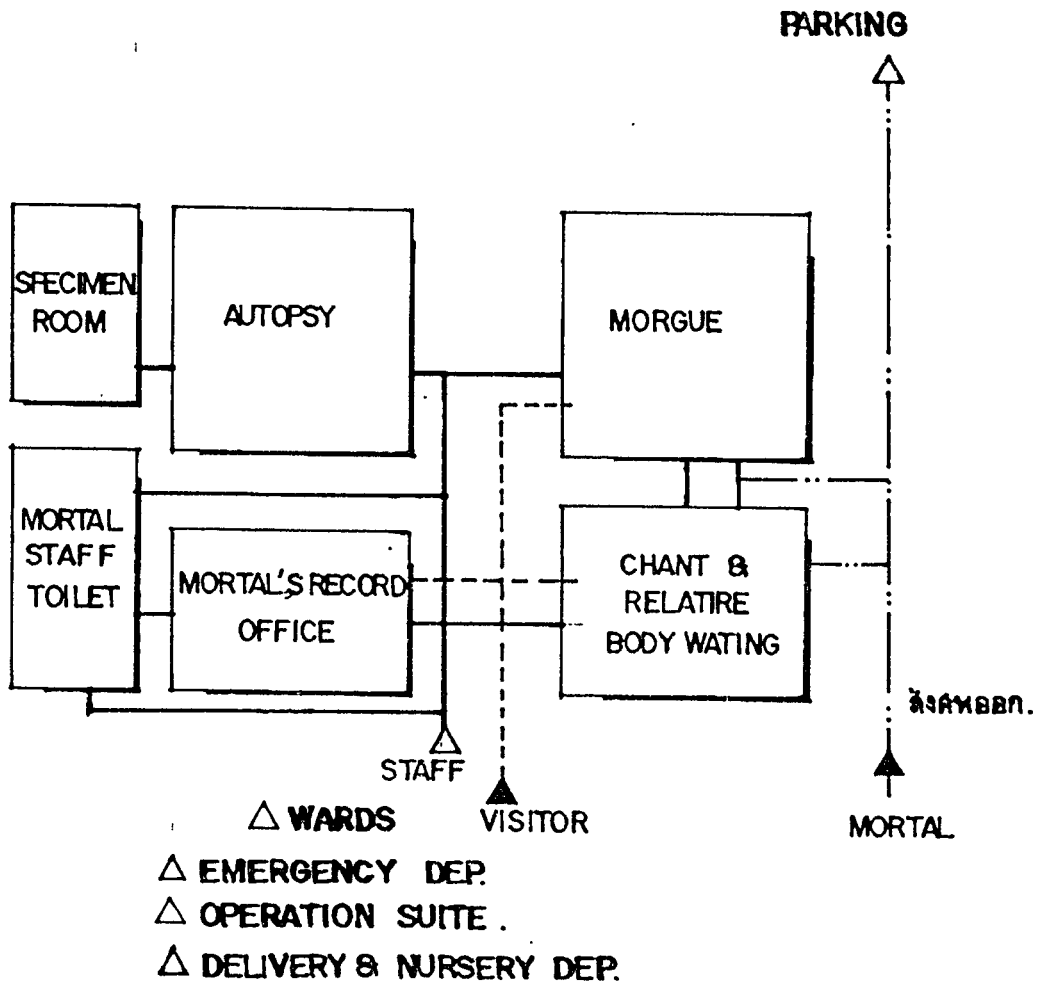 PARKING
SPECIMEN
ROOM
AUTOPSY
MORGUE
MORTAL
STAFF
TOILET
MORTAL'S RECORD
OFFICE
CHANT &
RELATIRE
BODY WATING
STAFF
VISITOR
MORTAL
WARDS
EMERGENCY DEP.
OPERATION SUITE .
DELIVERY & NURSERY DEP.